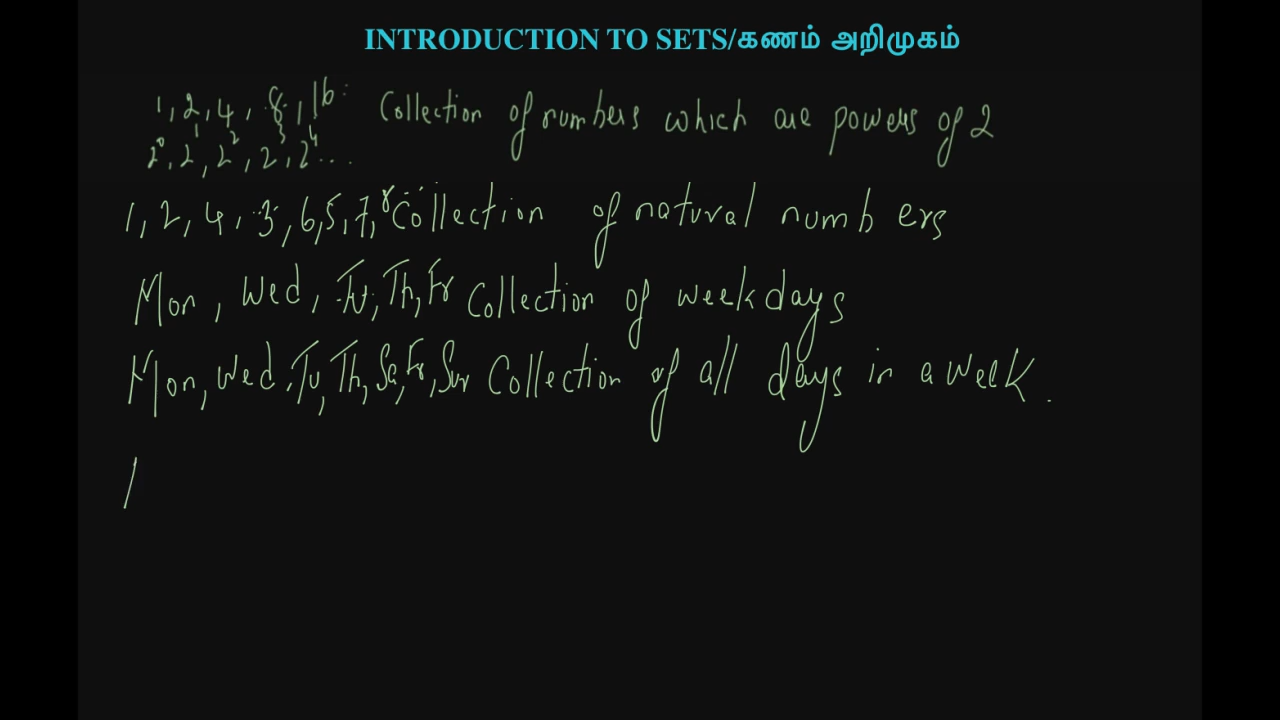 INTRODUCTION TO SETS/கணம் அறிமுகம்
1, 2, 4, 8, 16. Collection of numbers which are powers of 2
2⁰, 2¹, 2², 2³, 2⁴...
1, 2, 4, 3, 6, 5, 7, 8 ... Collection of natural numbers
Mon, Wed, Tu, Th, Fr Collection of weekdays
Mon, Wed, Tu, Th, Sa, Fr, Sun Collection of all days in a week.